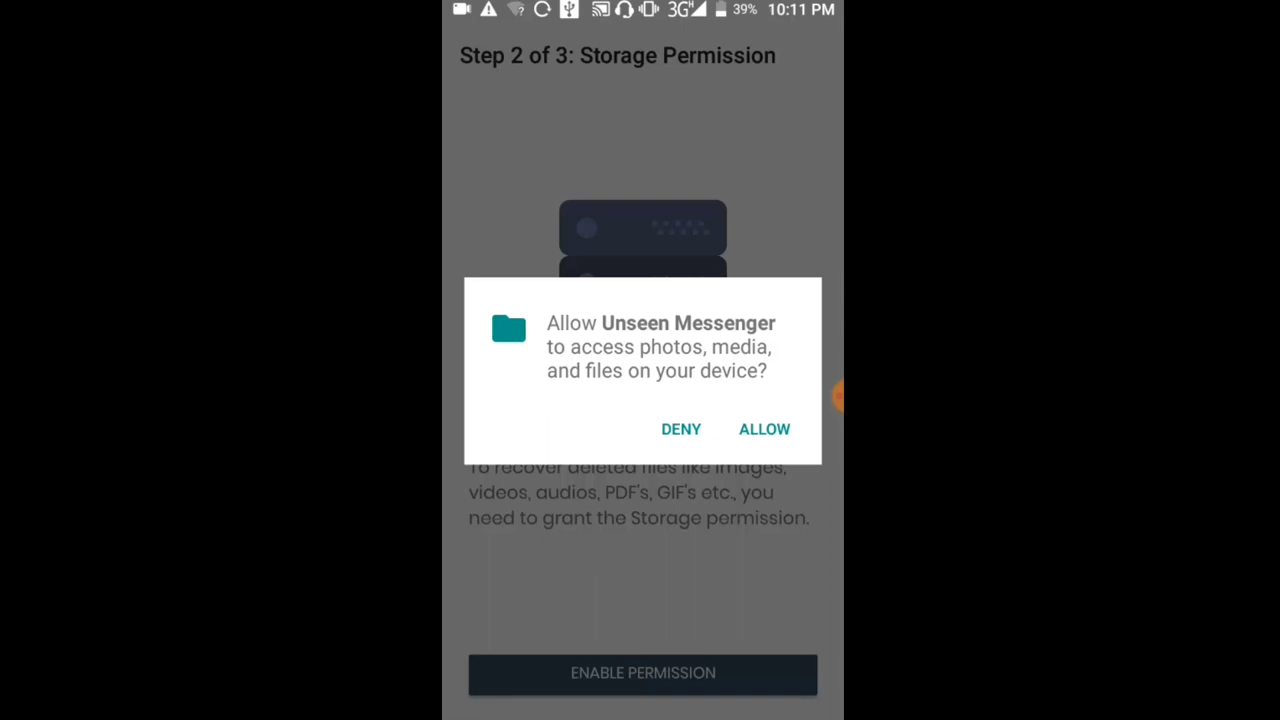 3G H 39% 10:11 PM
Step 2 of 3: Storage Permission
Allow Unseen Messenger
to access photos, media,
and files on your device?
DENY ALLOW
To recover deleted files like images,
videos, audios, PDF's, GIF's etc., you
need to grant the Storage permission.
ENABLE PERMISSION